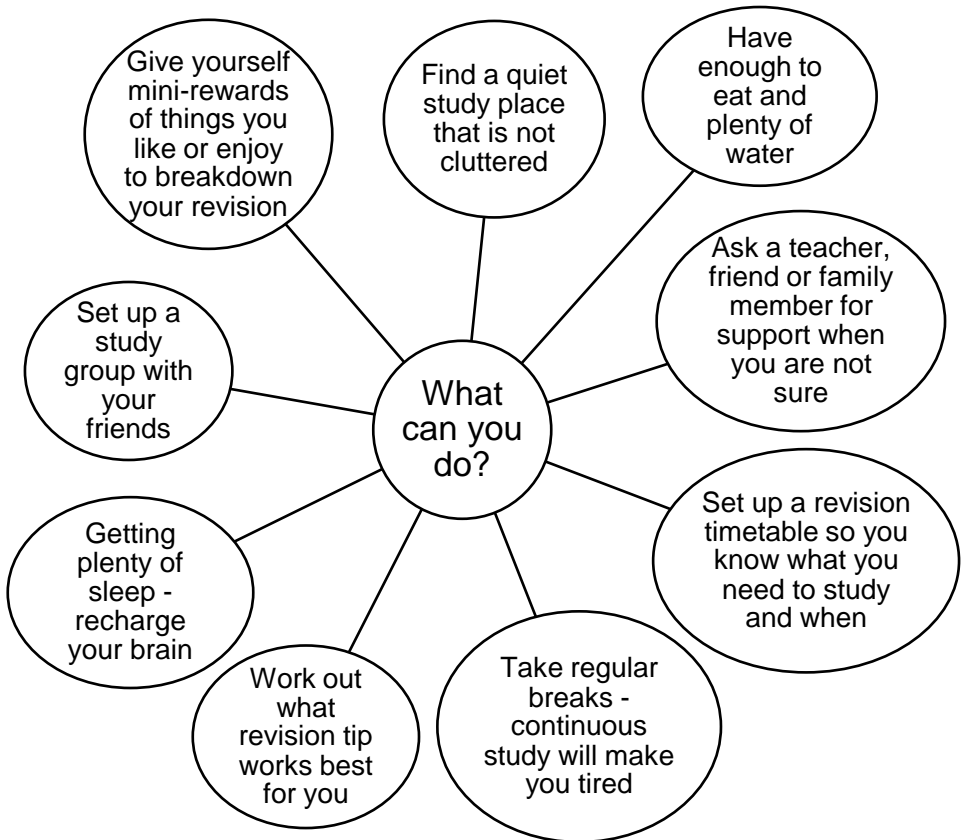 Give yourself
mini-rewards
of things you
like or enjoy
to breakdown
your revision
Find a quiet
study place
that is not
cluttered
Have
enough to
eat and
plenty of
water
Set up a
study
group with
your
friends
What
can you
do?
Ask a teacher,
friend or family
member for
support when
you are not
sure
Getting
plenty of
sleep -
recharge
your brain
Set up a revision
timetable so you
know what you
need to study
and when
Work out
what
revision tip
works best
for you
Take regular
breaks -
continuous
study will make
you tired